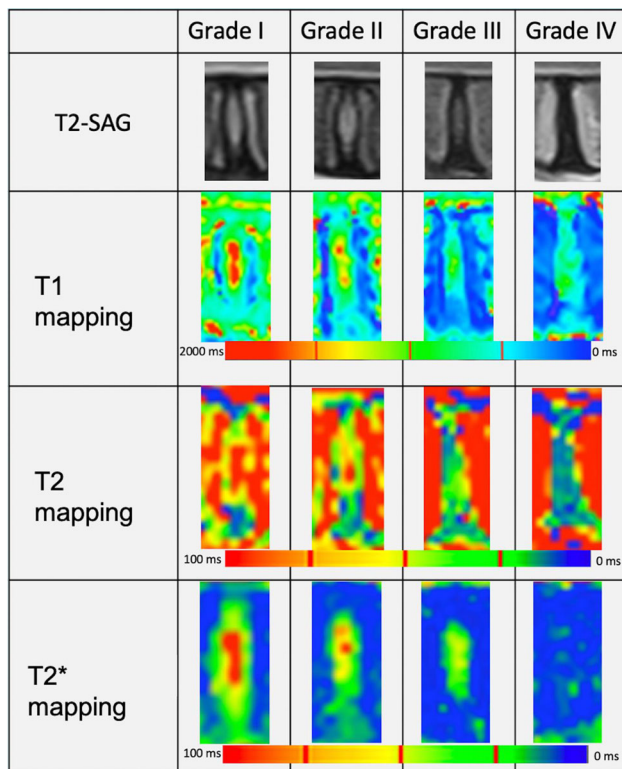 Grade I Grade II Grade III Grade IV
T2-SAG
T1
mapping
2000 ms 0 ms
T2
mapping
100 ms 0 ms
T2*
mapping
100 ms 0 ms